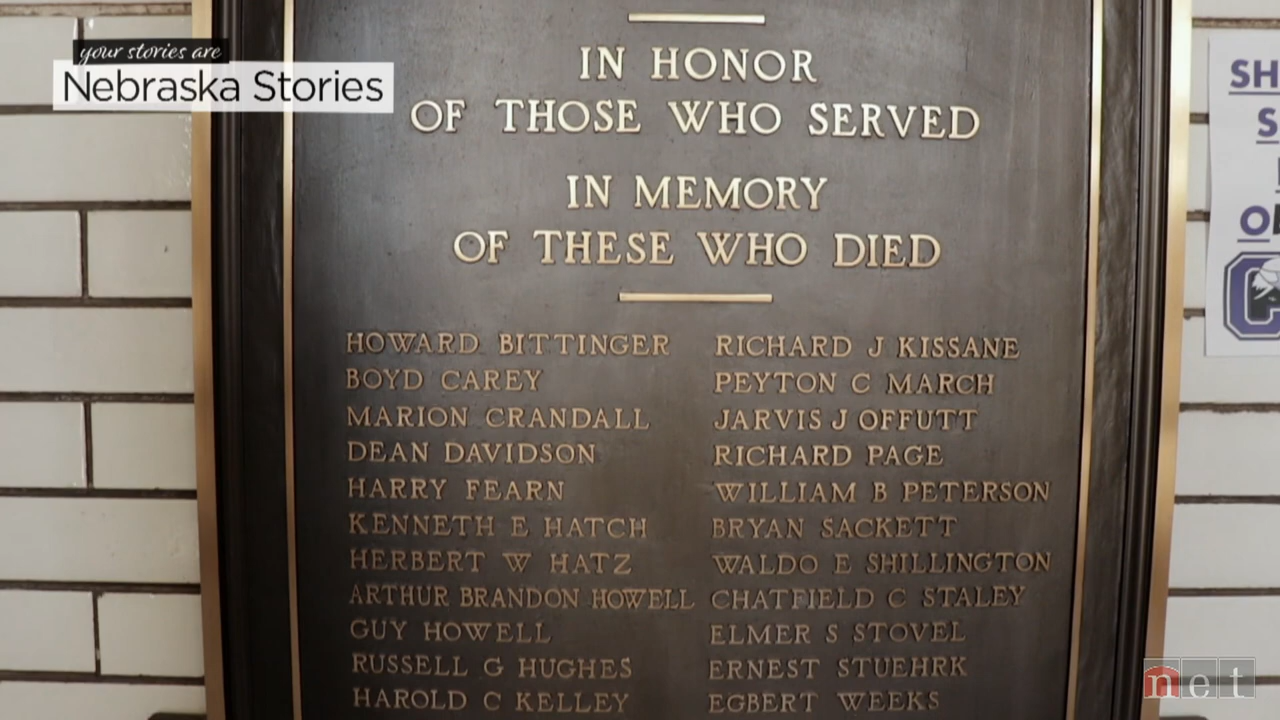 your stories are
Nebraska Stories
IN HONOR
OF THOSE WHO SERVED
IN MEMORY
OF THESE WHO DIED
HOWARD BITTINGER
BOYD CAREY
MARION CRANDALL
DEAN DAVIDSON
HARRY FEARN
KENNETH E HATCH
HERBERT W HATZ
ARTHUR BRANDON HOWELL
GUY HOWELL
RUSSELL G HUGHES
HAROLD C KELLEY
RICHARD J KISSANE
PEYTON C MARCH
JARVIS J OFFUTT
RICHARD PAGE
WILLIAM B PETERSON
BRYAN SACKETT
WALDO E SHILLINGTON
CHATFIELD C STALEY
ELMER S STOVEL
ERNEST STUEHRK
EGBERT WEEKS
SH
S
net